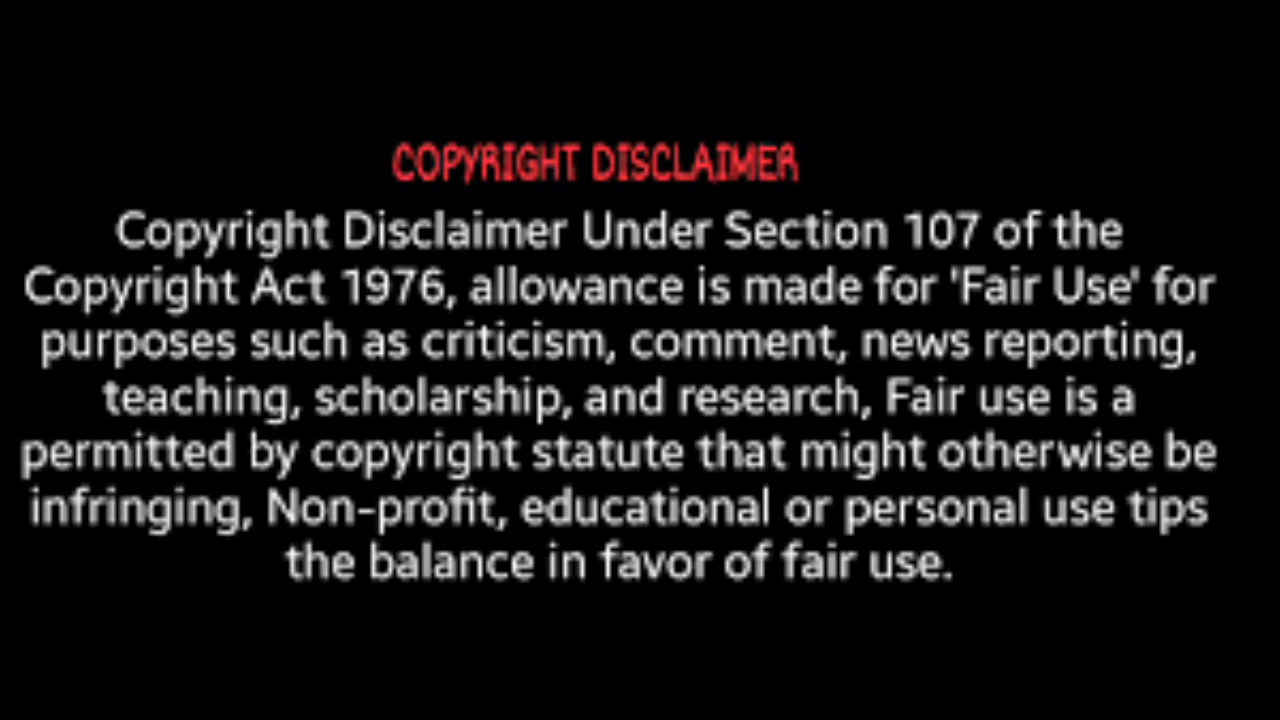 COPYRIGHT DISCLAIMER
Copyright Disclaimer Under Section 107 of the
Copyright Act 1976, allowance is made for 'Fair Use' for
purposes such as criticism, comment, news reporting,
teaching, scholarship, and research, Fair use is a
permitted by copyright statute that might otherwise be
infringing, Non-profit, educational or personal use tips
the balance in favor of fair use.